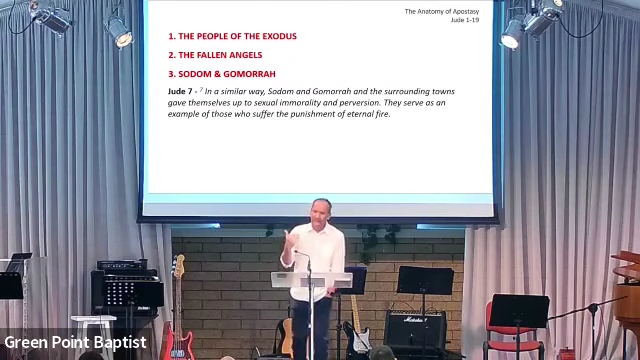 The Anatomy of Apostasy
Jude 1-19
1. THE PEOPLE OF THE EXODUS
2. THE FALLEN ANGELS
3. SODOM & GOMORRAH
Jude 7 - 7 In a similar way, Sodom and Gomorrah and the surrounding towns
gave themselves up to sexual immorality and perversion. They serve as an
example of those who suffer the punishment of eternal fire.
Marshall
Green Point Baptist